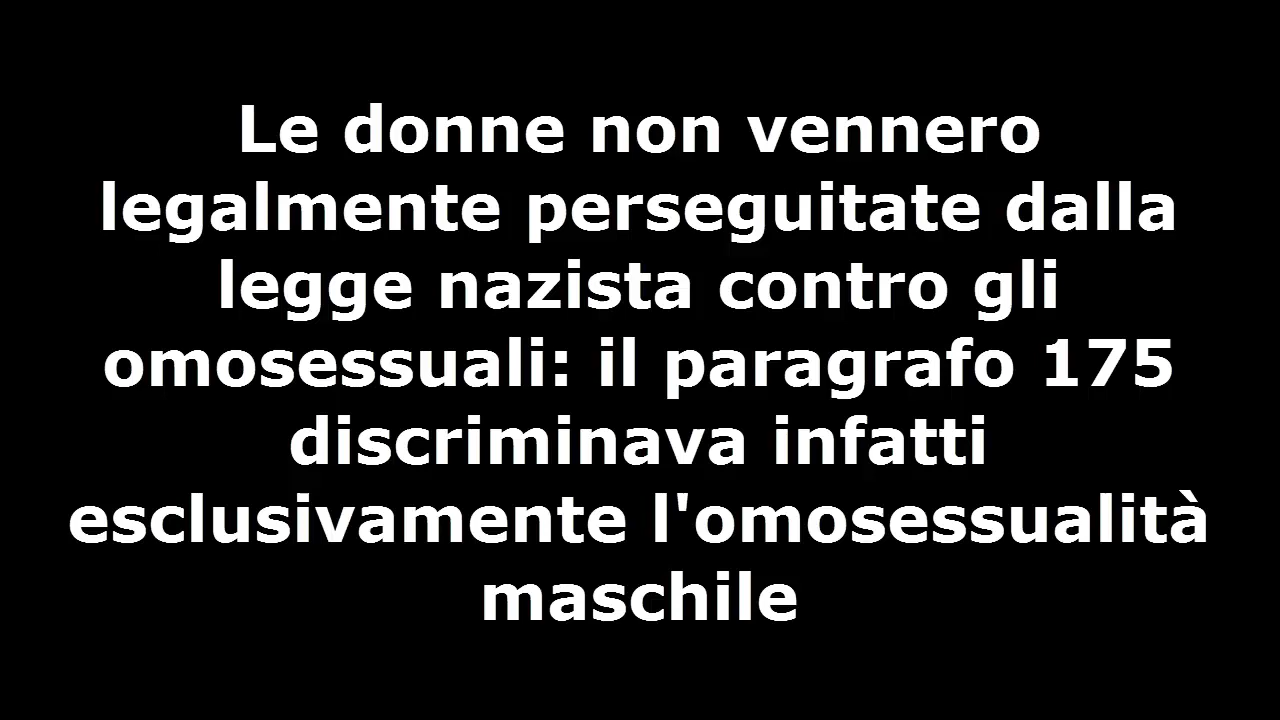 Le donne non vennero
legalmente perseguitate dalla
legge nazista contro gli
omosessuali: il paragrafo 175
discriminava infatti
esclusivamente l'omosessualità
maschile